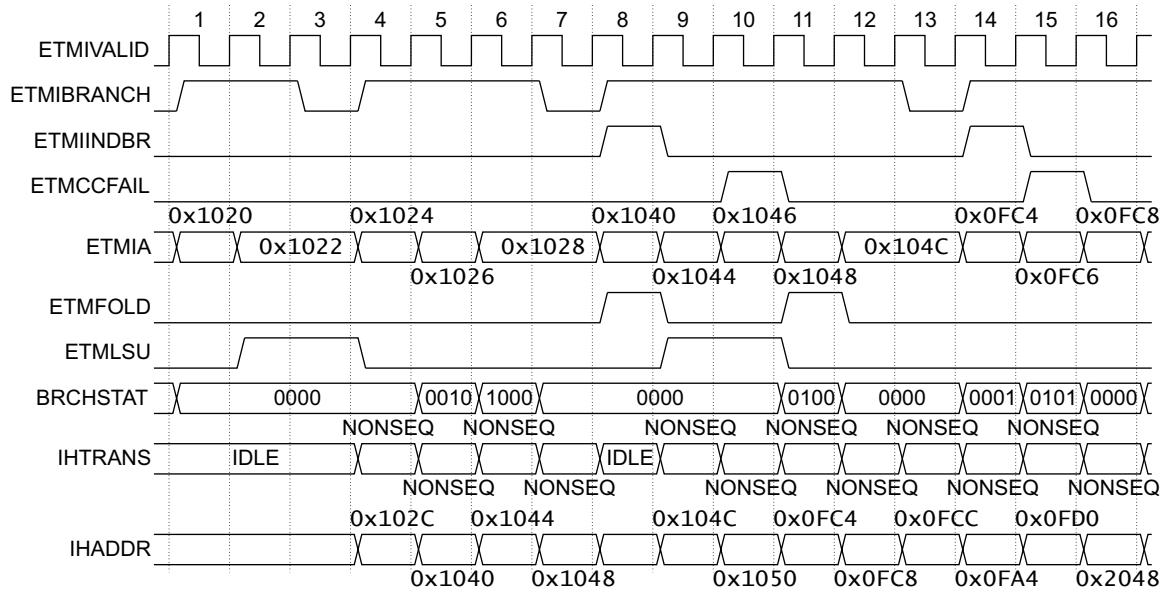 1 2 3 4 5 6 7 8 9 10 11 12 13 14 15 16
ETMIVALID
ETMIBRANCH
ETMIINDBR
ETMCCFAIL
0x1020 0x1024 0x1040 0x1046 0x0FC4 0x0FC8
ETMIA 0x1022 0x1028 0x104C
0x1026 0x1044 0x1048 0x0FC6
ETMFOLD
ETMLSU
BRCHSTAT 0000 0010 1000 0000 0100 0000 0001 0101 0000
NONSEQ NONSEQ NONSEQ NONSEQ NONSEQ NONSEQ
IHTRANS IDLE IDLE
NONSEQ NONSEQ NONSEQ NONSEQ NONSEQ NONSEQ
0x102C 0x1044 0x104C 0x0FC4 0x0FCC 0x0FD0
IHADDR
0x1040 0x1048 0x1050 0x0FC8 0x0FA4 0x2048